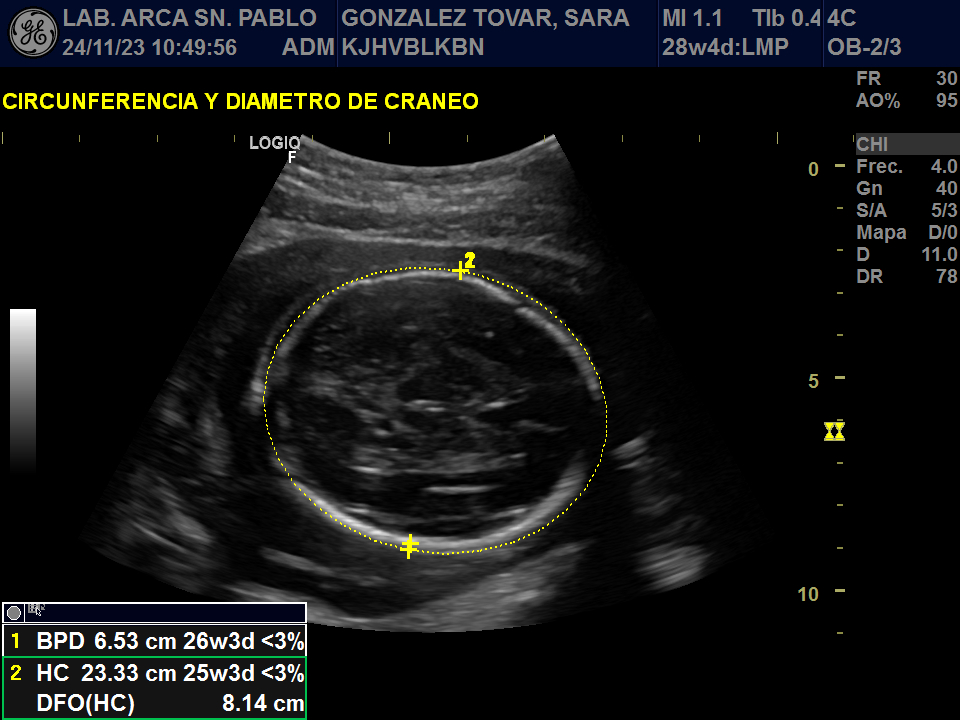 LAB. ARCA SN. PABLO
24/11/23 10:49:56 ADM
GONZALEZ TOVAR, SARA
KJHVBLKBN
MI 1.1 TIb 0.4
28w4d:LMP
4C
OB-2/3
FR 30
AO% 95
CIRCUNFERENCIA Y DIAMETRO DE CRANEO
LOGIQ
F
CHI
Frec. 4.0
Gn 40
S/A 5/3
Mapa D/0
D 11.0
DR 78
0
5
10
2
1 BPD 6.53 cm 26w3d <3%
2 HC 23.33 cm 25w3d <3%
DFO(HC) 8.14 cm